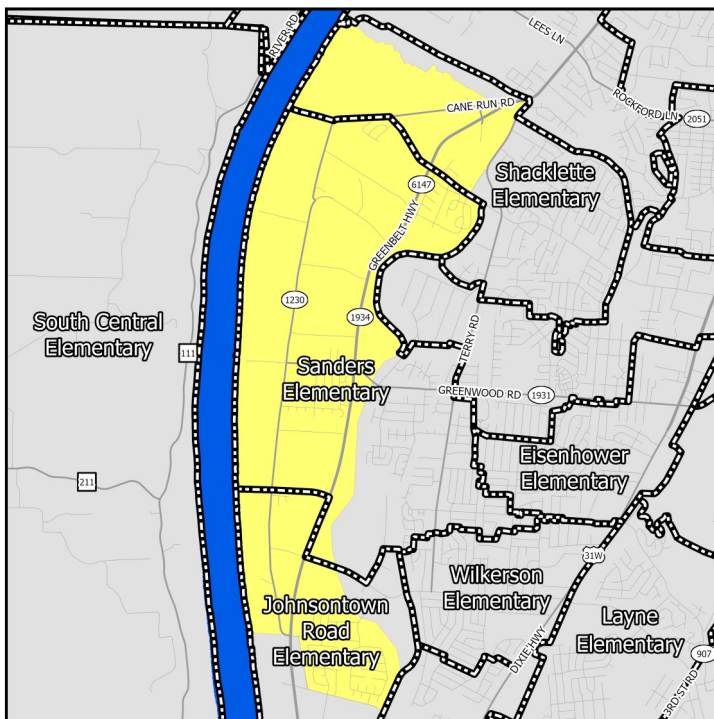 RIVER RD
LEES LN
ROCKFORD LN
2051
CANE RUN RD
Shacklette
Elementary
6147
GREENBELT HWY
1230
1934
South Central
Elementary
111
TERRY RD
Sanders
Elementary
GREENWOOD RD
1931
Eisenhower
Elementary
211
31W
Wilkerson
Elementary
Johnsontown
Road
Elementary
Layne
Elementary
DIXIE HWY
907
3RD ST RD